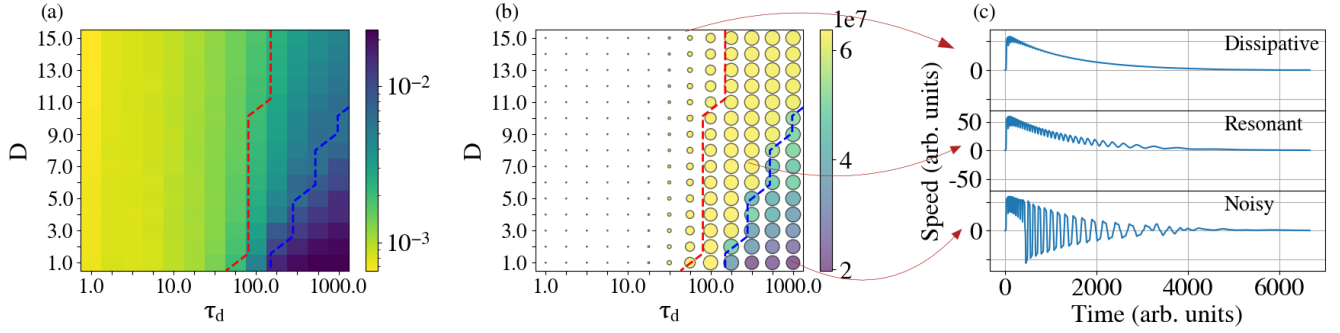 (a)
15.0
13.0
11.0
9.0
7.0
5.0
3.0
1.0
D
1.0
10.0
100.0
1000.0
τd
10⁻²
10⁻³
(b)
15.0
13.0
11.0
9.0
7.0
5.0
3.0
1.0
D
1.0
10.0
100.0
1000.0
τd
1e7
6
4
2
(c)
Dissipative
0
Resonant
50
0
-50
Noisy
0
Speed (arb. units)
0
2000
4000
6000
Time (arb. units)